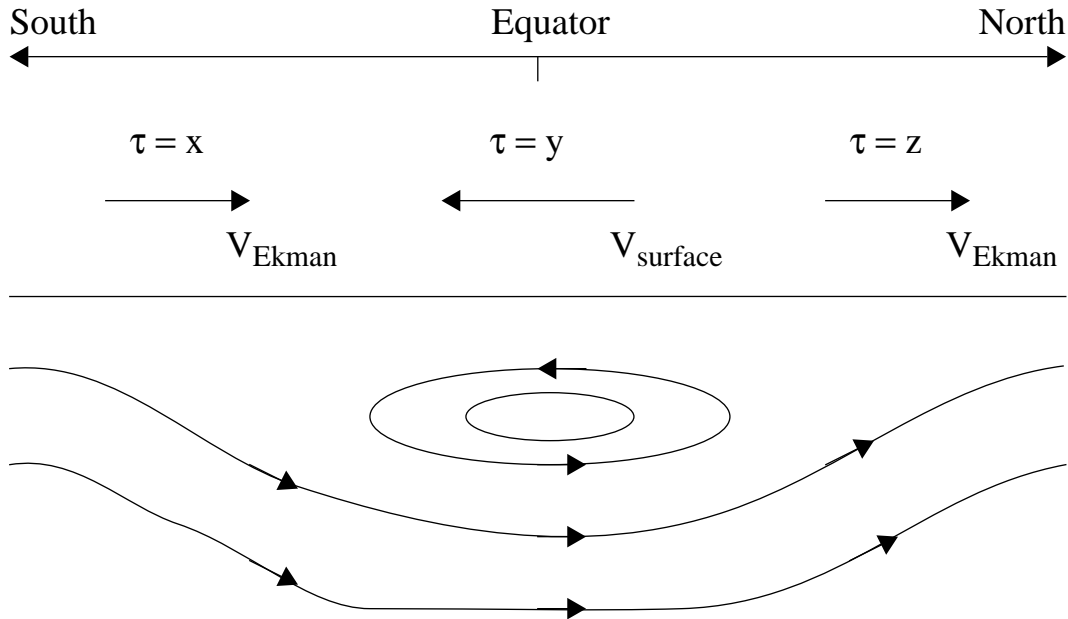 South Equator North
τ = x τ = y τ = z
V_Ekman V_surface V_Ekman